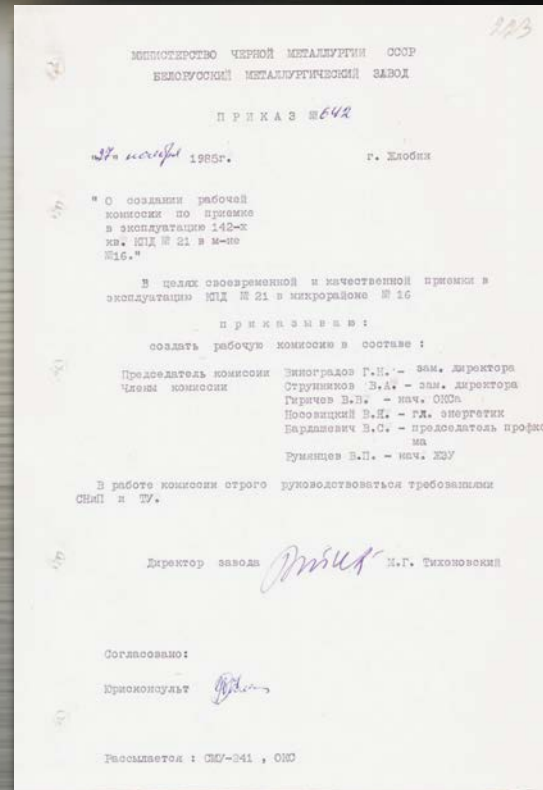 223
МИНИСТЕРСТВО ЧЕРНОЙ МЕТАЛЛУРГИИ СССР
БЕЛОРУССКИЙ МЕТАЛЛУРГИЧЕСКИЙ ЗАВОД
П Р И К А З №642
"27" ноября 1985г. г. Жлобин
" О создании рабочей
комиссии по приемке
в эксплуатацию 142-х
кв. КПД № 21 в м-не
№16."
В целях своевременной и качественной приемки в
эксплуатацию КПД № 21 в микрорайоне № 16
п р и к а з ы в а ю :
создать рабочую комиссию в составе :
Председатель комиссии Виноградов Г.Н. - зам. директора
Члены комиссии Струнников В.А. - зам. директора
Гиричев В.В. - нач. ОКСа
Носовицкий В.Я. - гл. энергетик
Бардашевич В.С. - председатель профко
ма
Румянцев В.П. - нач. ЖЭУ
В работе комиссии строго руководствоваться требованиями
СНиП и ТУ.
Директор завода М.Г. Тихоновский
Согласовано:
Юрисконсульт
Рассылается : СМУ-241 , ОКС